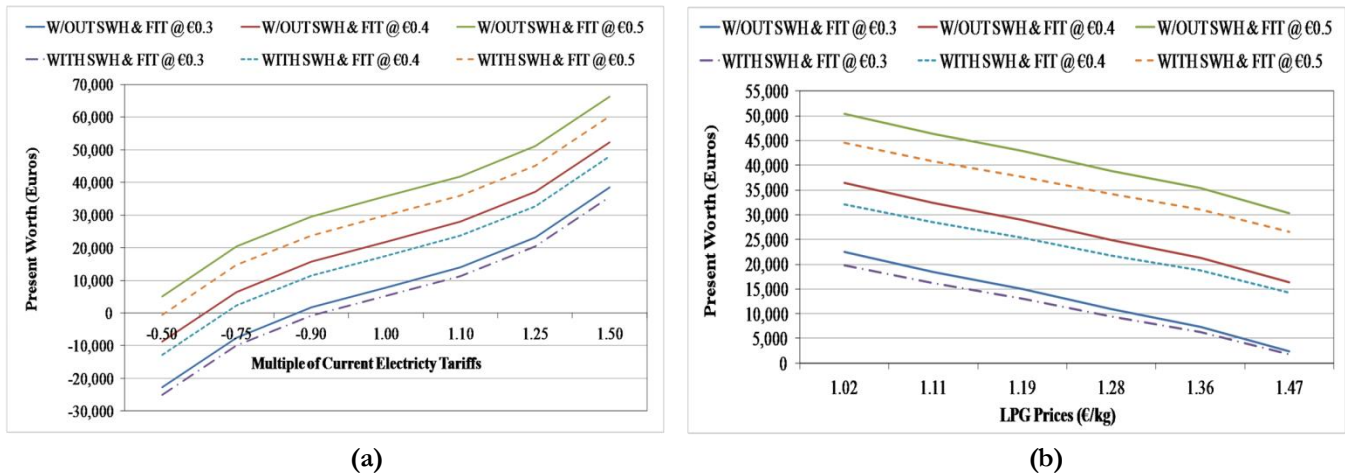 W/OUT SWH & FIT @ €0.3 W/OUT SWH & FIT @ €0.4 W/OUT SWH & FIT @ €0.5
WITH SWH & FIT @ €0.3 WITH SWH & FIT @ €0.4 WITH SWH & FIT @ €0.5
Present Worth (Euros)
70,000
60,000
50,000
40,000
30,000
20,000
10,000
0
-10,000
-20,000
-30,000
-0.50 -0.75 -0.90 1.00 1.10 1.25 1.50
Multiple of Current Electricty Tariffs
(a)
W/OUT SWH & FIT @ €0.3 W/OUT SWH & FIT @ €0.4 W/OUT SWH & FIT @ €0.5
WITH SWH & FIT @ €0.3 WITH SWH & FIT @ €0.4 WITH SWH & FIT @ €0.5
Present Worth (Euros)
55,000
50,000
45,000
40,000
35,000
30,000
25,000
20,000
15,000
10,000
5,000
0
1.02 1.11 1.19 1.28 1.36 1.47
LPG Prices (€/kg)
(b)